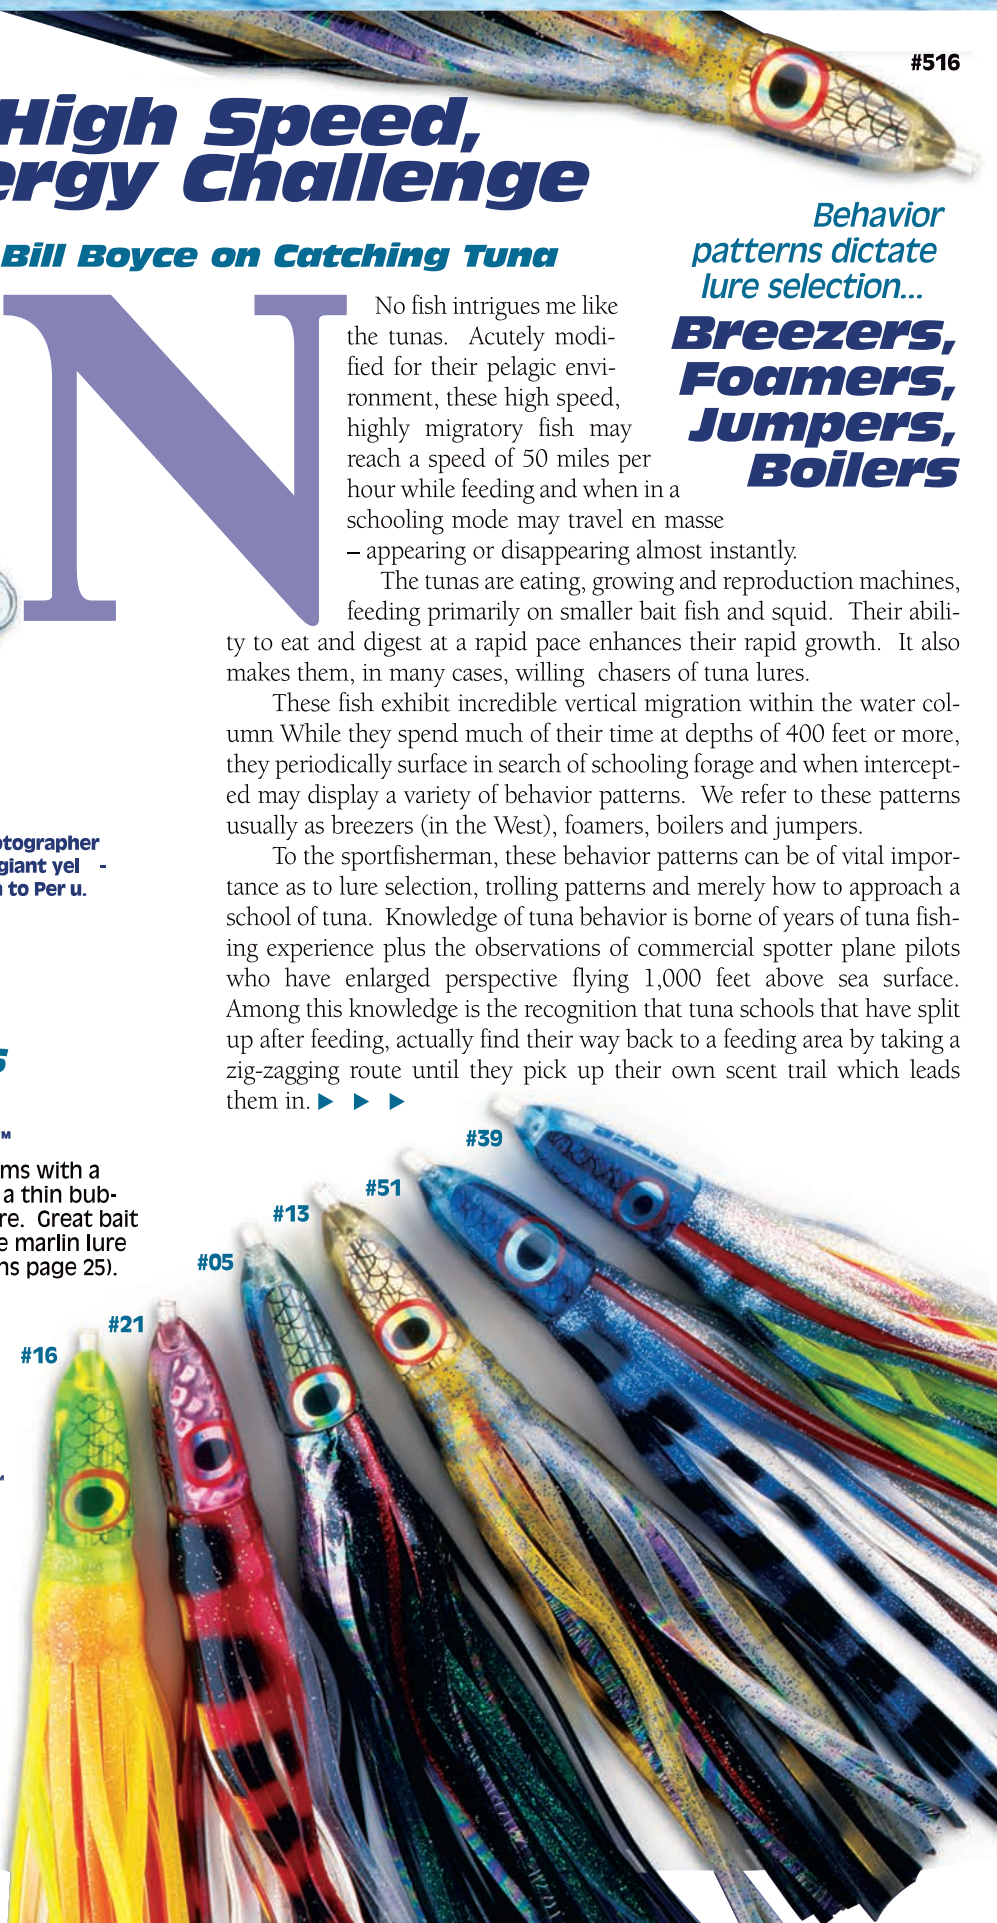 #516
High Speed,
ergy Challenge
Bill Boyce on Catching Tuna
Behavior
patterns dictate
lure selection...
Breezers,
Foamers,
Jumpers,
Boilers
N
No fish intrigues me like
the tunas. Acutely modi-
fied for their pelagic envi-
ronment, these high speed,
highly migratory fish may
reach a speed of 50 miles per
hour while feeding and when in a
schooling mode may travel en masse
– appearing or disappearing almost instantly.
The tunas are eating, growing and reproduction machines,
feeding primarily on smaller bait fish and squid. Their abili-
ty to eat and digest at a rapid pace enhances their rapid growth. It also
makes them, in many cases, willing chasers of tuna lures.
These fish exhibit incredible vertical migration within the water col-
umn While they spend much of their time at depths of 400 feet or more,
they periodically surface in search of schooling forage and when intercept-
ed may display a variety of behavior patterns. We refer to these patterns
usually as breezers (in the West), foamers, boilers and jumpers.
To the sportfisherman, these behavior patterns can be of vital impor-
tance as to lure selection, trolling patterns and merely how to approach a
school of tuna. Knowledge of tuna behavior is borne of years of tuna fish-
ing experience plus the observations of commercial spotter plane pilots
who have enlarged perspective flying 1,000 feet above sea surface.
Among this knowledge is the recognition that tuna schools that have split
up after feeding, actually find their way back to a feeding area by taking a
zig-zagging route until they pick up their own scent trail which leads
them in. ▶ ▶ ▶
otographer
giant yel -
to Per u.
S
™
ms with a
a thin bub-
re. Great bait
e marlin lure
ns page 25).
#39
BRAID
#51
#13
#05
#21
#16